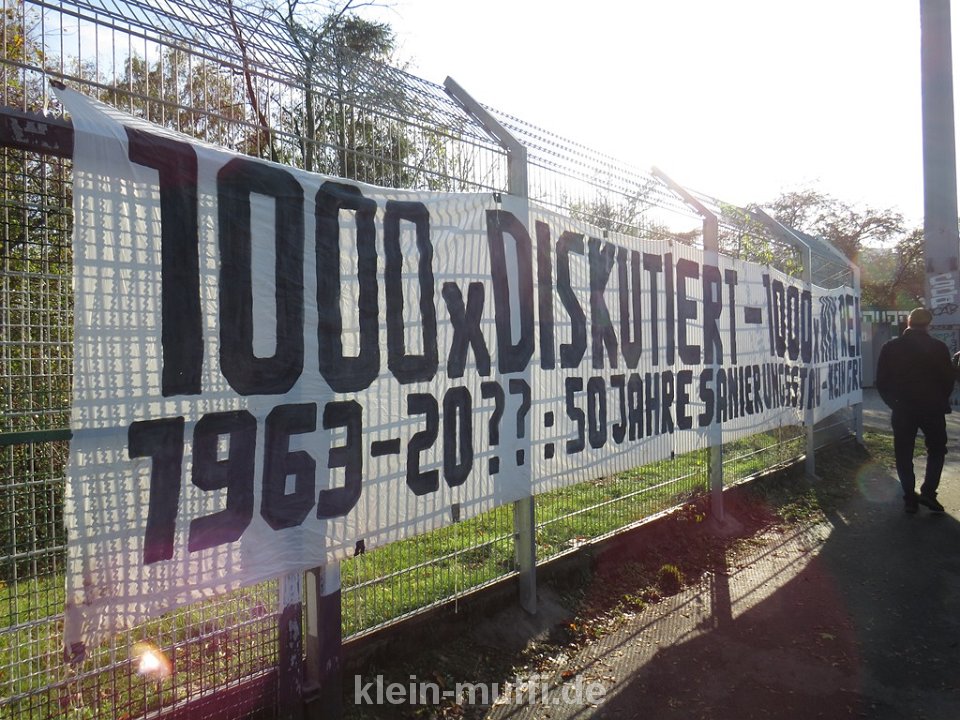 1000xDISKUTIERT-1000x
1963-20??: 50 JAHRE SANIERUNGSSTAU-KEIN
klein-muffi.de